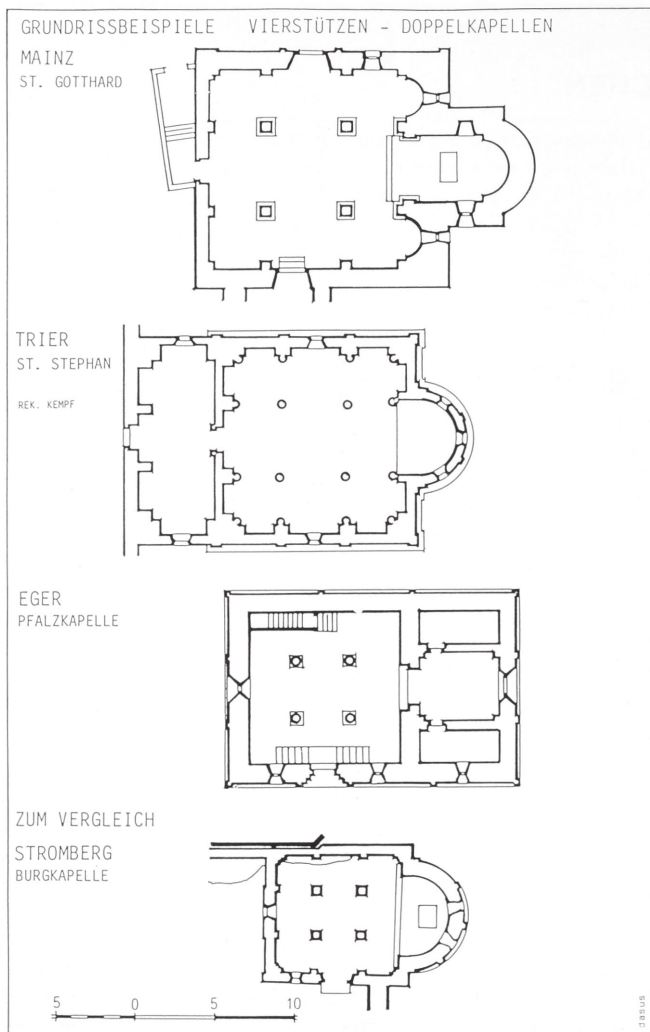 GRUNDRISSBEISPIELE VIERSTÜTZEN - DOPPELKAPELLEN
MAINZ
ST. GOTTHARD
TRIER
ST. STEPHAN
REK. KEMPF
EGER
PFALZKAPELLE
ZUM VERGLEICH
STROMBERG
BURGKAPELLE
5 0 5 10
dasus